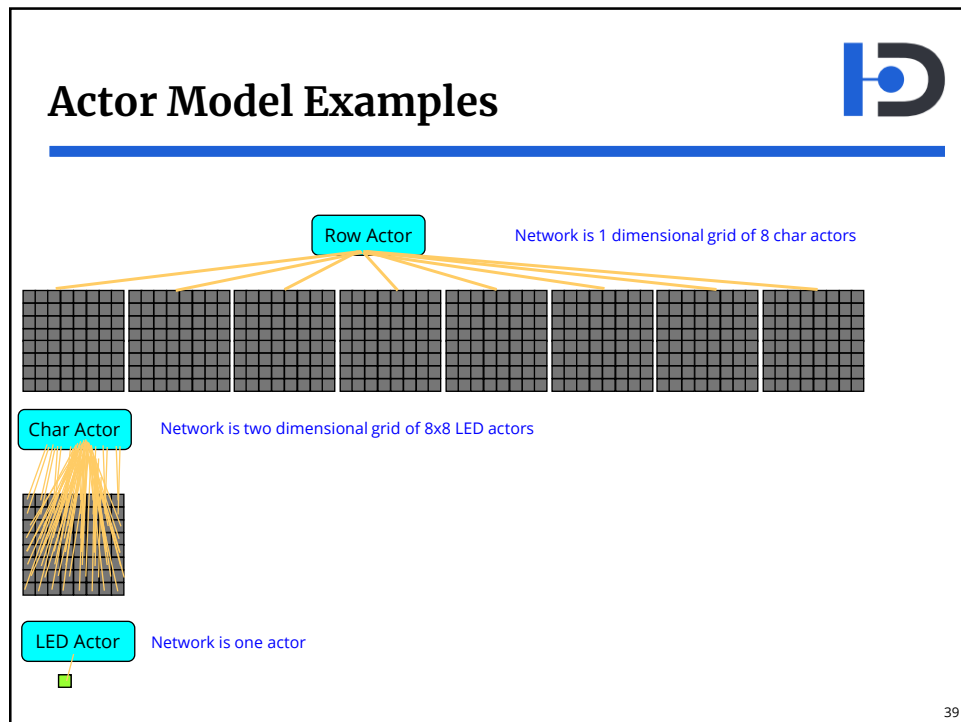 Actor Model Examples
Row Actor
Network is 1 dimensional grid of 8 char actors
Char Actor
Network is two dimensional grid of 8x8 LED actors
LED Actor
Network is one actor
39